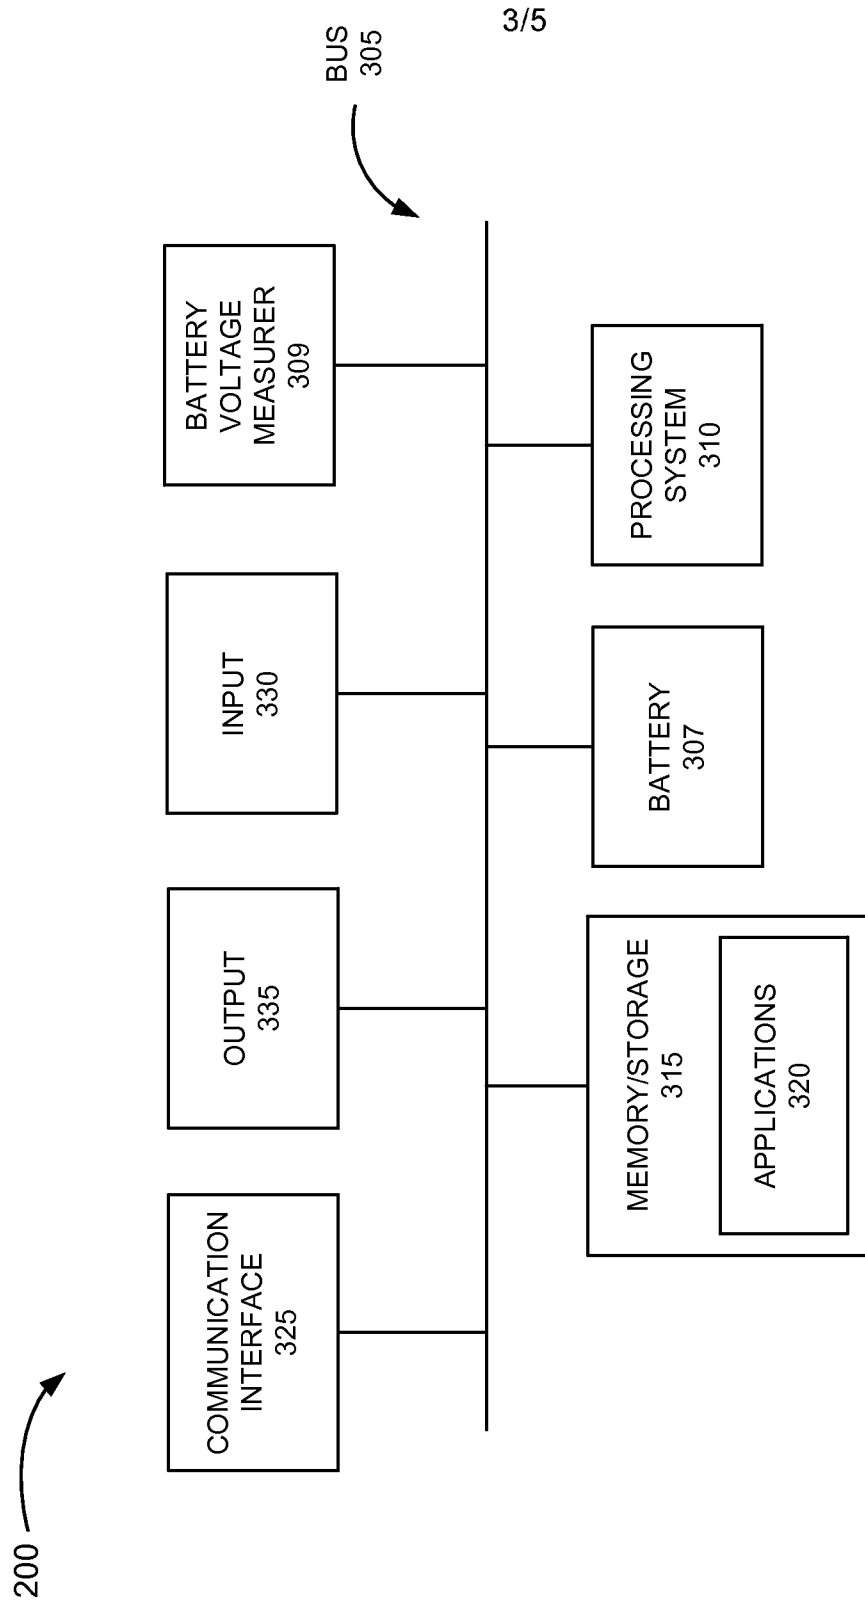 3/5
200
BUS
305
COMMUNICATION
INTERFACE
325
OUTPUT
335
INPUT
330
BATTERY
VOLTAGE
MEASURER
309
MEMORY/STORAGE
315
APPLICATIONS
320
BATTERY
307
PROCESSING
SYSTEM
310